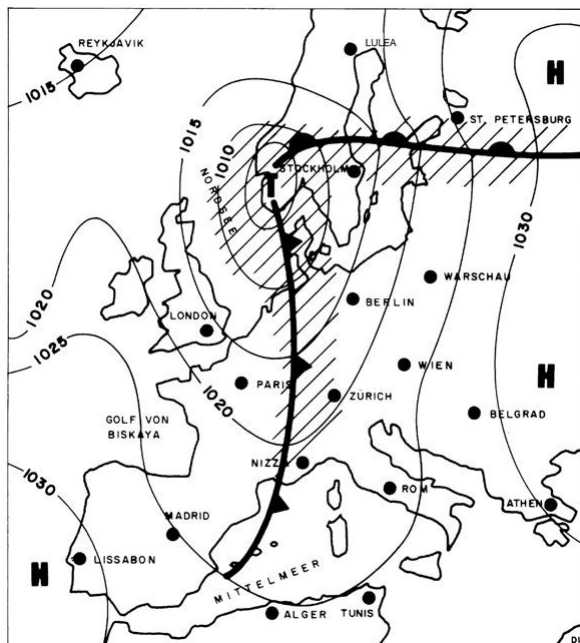 REYKJAVIK
LULEA
H
1015
ST. PETERSBURG
1015
1010
NORDSEE
STOCKHOLM
T
1030
WARSCHAU
1020
LONDON
BERLIN
1025
PARIS
WIEN
H
1020
ZÜRICH
GOLF VON
BISKAYA
BELGRAD
NIZZA
1030
ROM
ATHEN
MADRID
H
LISSABON
MITTELMEER
ALGER
TUNIS